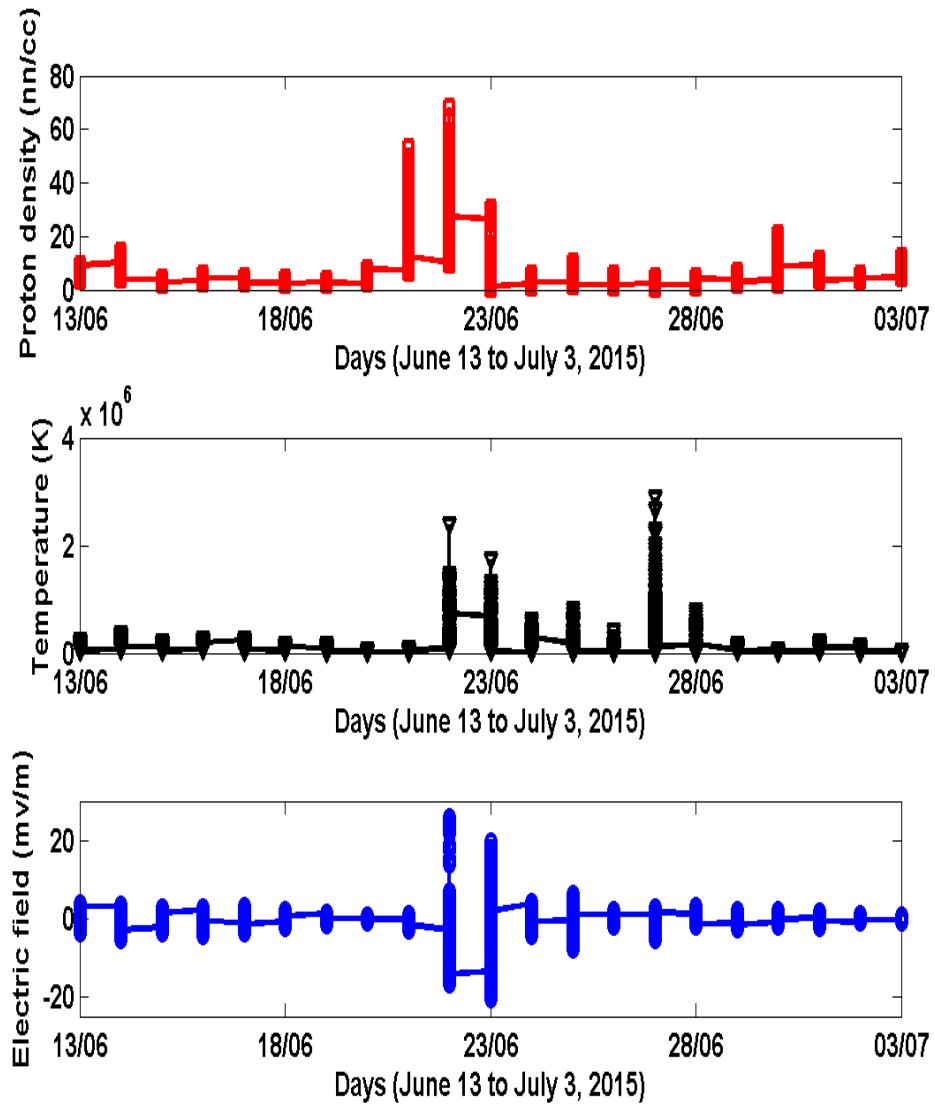 Proton density (nn/cc)
80
60
40
20
0
13/06 18/06 23/06 28/06 03/07
Days (June 13 to July 3, 2015)
x 10^6
Temperature (K)
4
2
0
13/06 18/06 23/06 28/06 03/07
Days (June 13 to July 3, 2015)
Electric field (mv/m)
20
0
-20
13/06 18/06 23/06 28/06 03/07
Days (June 13 to July 3, 2015)